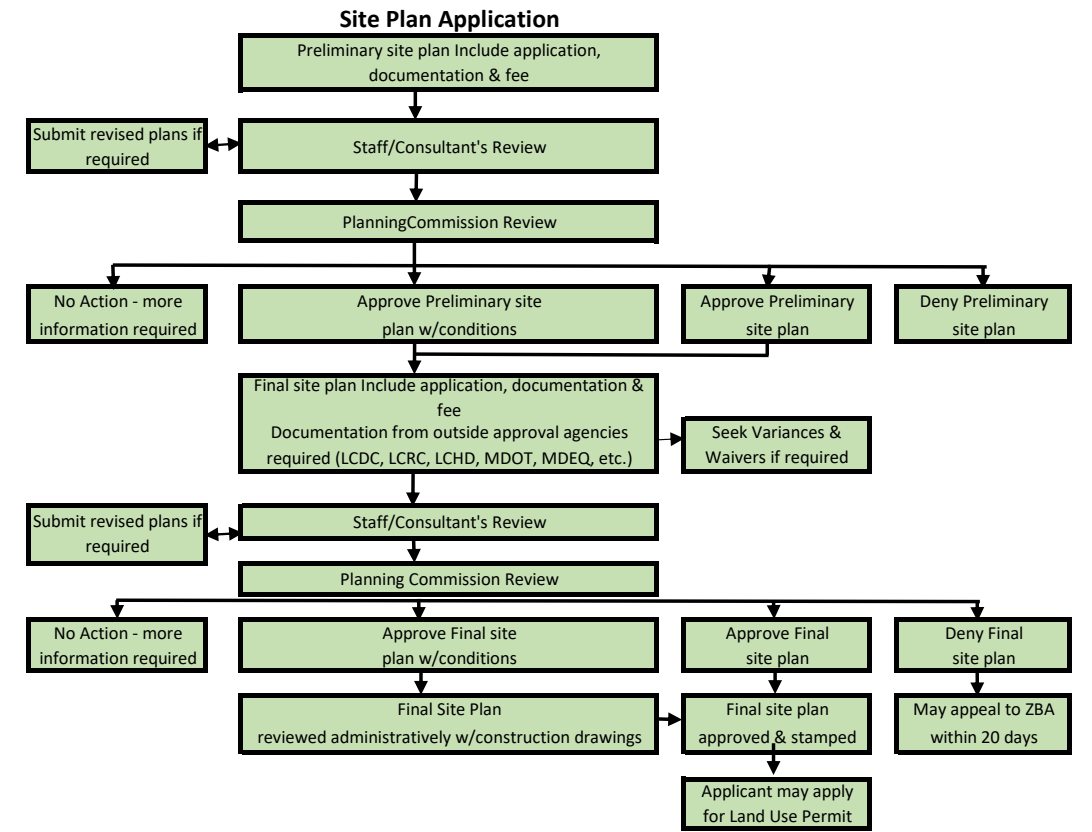 Site Plan Application
Preliminary site plan Include application,
documentation & fee
Submit revised plans if
required
Staff/Consultant's Review
PlanningCommission Review
No Action - more
information required
Approve Preliminary site
plan w/conditions
Approve Preliminary
site plan
Deny Preliminary
site plan
Final site plan Include application, documentation &
fee
Documentation from outside approval agencies
required (LCDC, LCRC, LCHD, MDOT, MDEQ, etc.)
Seek Variances &
Waivers if required
Submit revised plans if
required
Staff/Consultant's Review
Planning Commission Review
No Action - more
information required
Approve Final site
plan w/conditions
Approve Final
site plan
Deny Final
site plan
Final Site Plan
reviewed administratively w/construction drawings
Final site plan
approved & stamped
May appeal to ZBA
within 20 days
Applicant may apply
for Land Use Permit